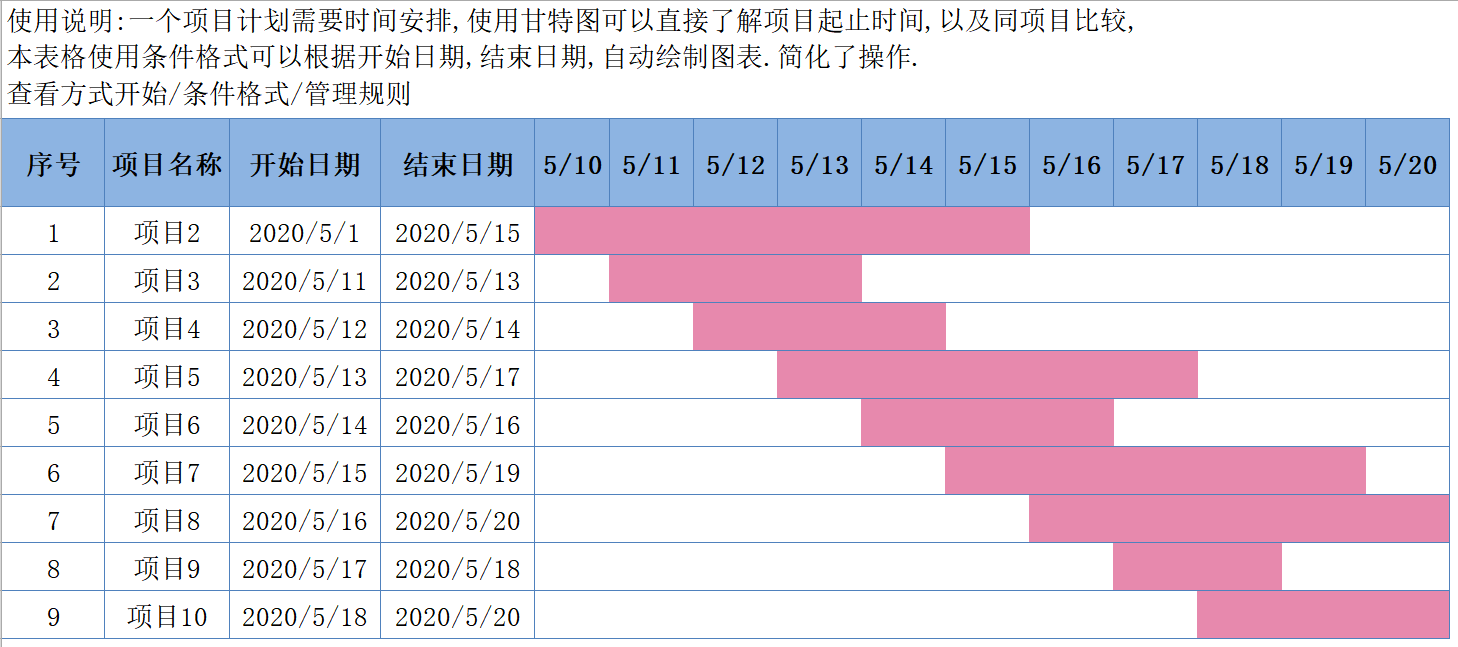 使用说明:一个项目计划需要时间安排,使用甘特图可以直接了解项目起止时间,以及同项目比较,
本表格使用条件格式可以根据开始日期,结束日期,自动绘制图表.简化了操作.
查看方式开始/条件格式/管理规则
序号 项目名称 开始日期 结束日期 5/10 5/11 5/12 5/13 5/14 5/15 5/16 5/17 5/18 5/19 5/20
1 项目2 2020/5/1 2020/5/15
2 项目3 2020/5/11 2020/5/13
3 项目4 2020/5/12 2020/5/14
4 项目5 2020/5/13 2020/5/17
5 项目6 2020/5/14 2020/5/16
6 项目7 2020/5/15 2020/5/19
7 项目8 2020/5/16 2020/5/20
8 项目9 2020/5/17 2020/5/18
9 项目10 2020/5/18 2020/5/20